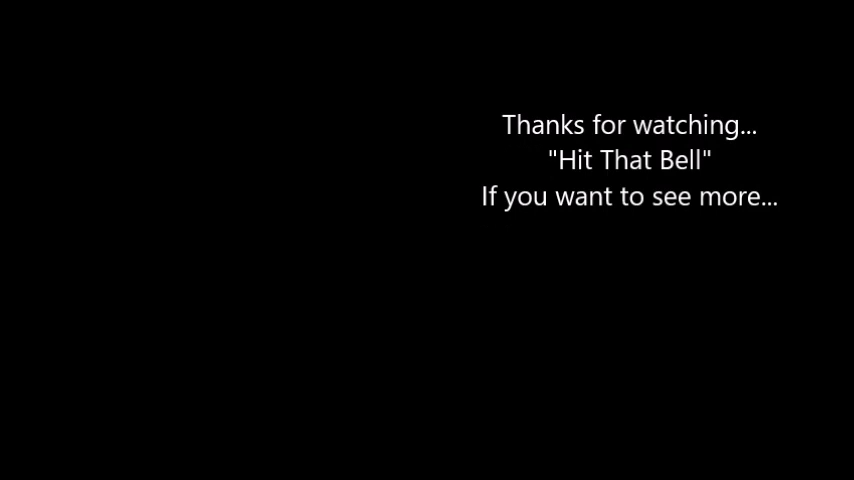 Thanks for watching...
"Hit That Bell"
If you want to see more...